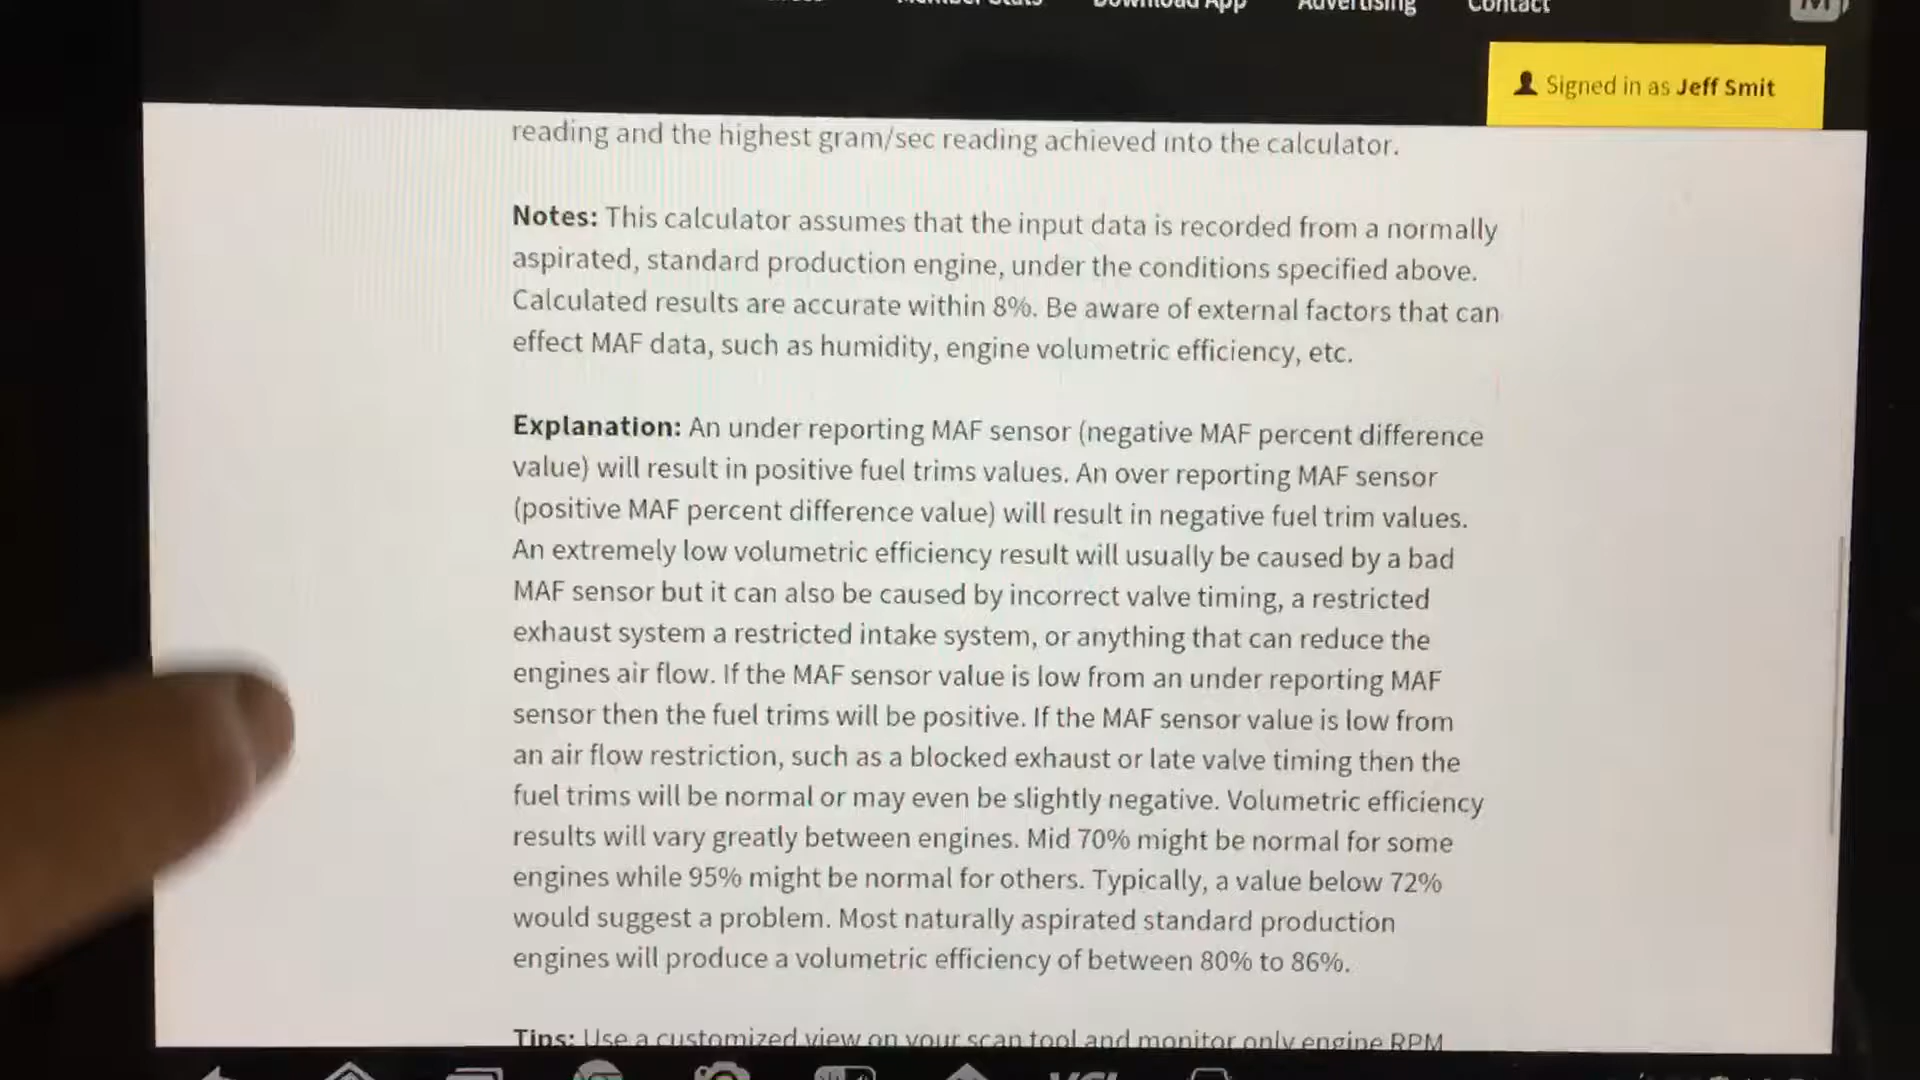 Member Stats Download App Advertising Contact
Signed in as Jeff Smit
reading and the highest gram/sec reading achieved into the calculator.
Notes: This calculator assumes that the input data is recorded from a normally
aspirated, standard production engine, under the conditions specified above.
Calculated results are accurate within 8%. Be aware of external factors that can
effect MAF data, such as humidity, engine volumetric efficiency, etc.
Explanation: An under reporting MAF sensor (negative MAF percent difference
value) will result in positive fuel trims values. An over reporting MAF sensor
(positive MAF percent difference value) will result in negative fuel trim values.
An extremely low volumetric efficiency result will usually be caused by a bad
MAF sensor but it can also be caused by incorrect valve timing, a restricted
exhaust system a restricted intake system, or anything that can reduce the
engines air flow. If the MAF sensor value is low from an under reporting MAF
sensor then the fuel trims will be positive. If the MAF sensor value is low from
an air flow restriction, such as a blocked exhaust or late valve timing then the
fuel trims will be normal or may even be slightly negative. Volumetric efficiency
results will vary greatly between engines. Mid 70% might be normal for some
engines while 95% might be normal for others. Typically, a value below 72%
would suggest a problem. Most naturally aspirated standard production
engines will produce a volumetric efficiency of between 80% to 86%.
Tips: Use a customized view on your scan tool and monitor only engine RPM
VCI